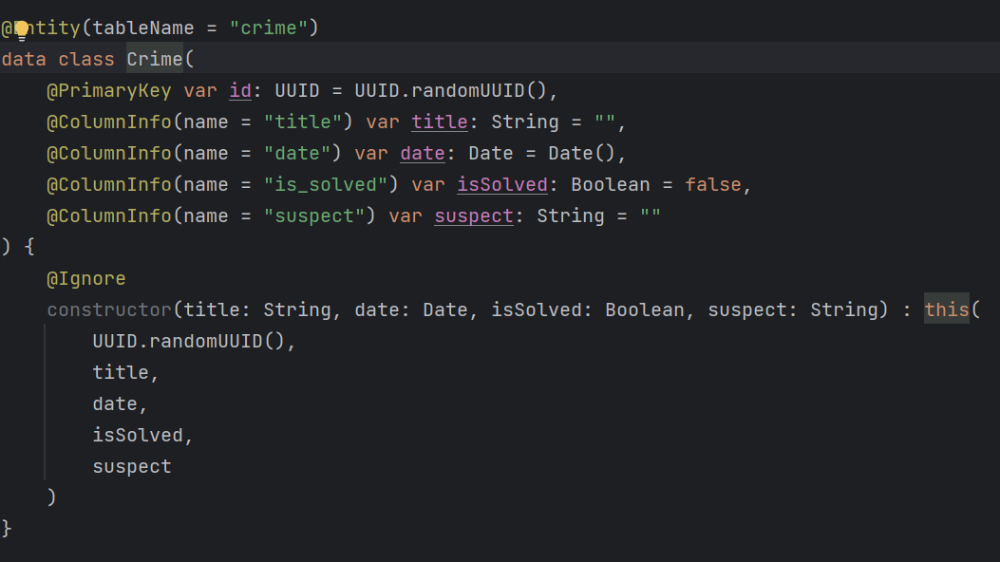 @Entity(tableName = "crime")
data class Crime(
    @PrimaryKey var id: UUID = UUID.randomUUID(),
    @ColumnInfo(name = "title") var title: String = "",
    @ColumnInfo(name = "date") var date: Date = Date(),
    @ColumnInfo(name = "is_solved") var isSolved: Boolean = false,
    @ColumnInfo(name = "suspect") var suspect: String = ""
) {
    @Ignore
    constructor(title: String, date: Date, isSolved: Boolean, suspect: String) : this(
        UUID.randomUUID(),
        title,
        date,
        isSolved,
        suspect
    )
}